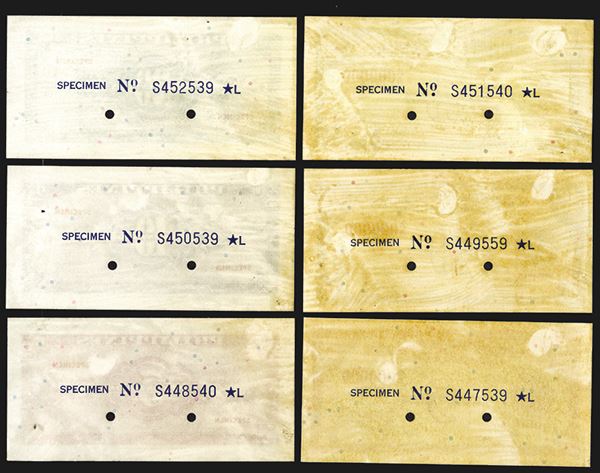 SPECIMEN Nº S452539 ★L
SPECIMEN Nº S451540 ★L
SPECIMEN Nº S450539 ★L
SPECIMEN Nº S449559 ★L
SPECIMEN Nº S448540 ★L
SPECIMEN Nº S447539 ★L